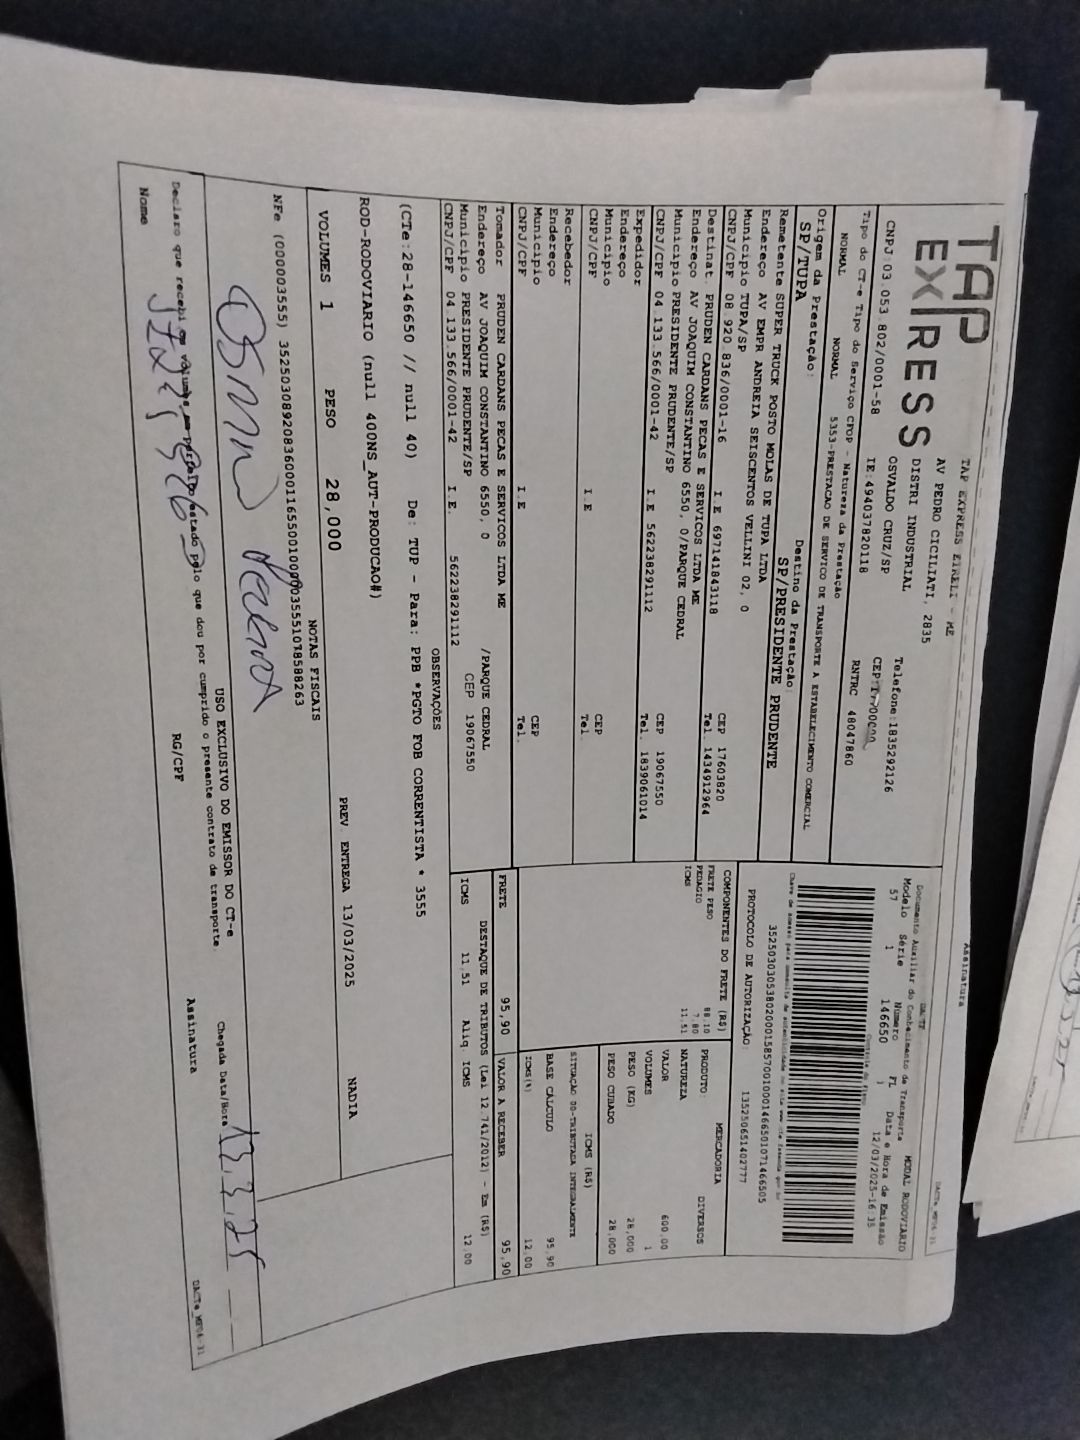 TAP
EXPRESS
TAP EXPRESS EIRELI - ME
AV PEDRO CICILIATI, 2835
DISTRI INDUSTRIAL
OSVALDO CRUZ/SP
Telefone:1835292126
CNPJ:03.053.802/0001-58
IE:494037820118
RNTRC 48047860
Assinatura
Tipo do CT-e Tipo do Serviço CFOP - Natureza da Prestação
NORMAL NORMAL 5353-PRESTACAO DE SERVICO DE TRANSPORTE A ESTABELECIMENTO COMERCIAL
Origem da Prestação: Destino da Prestação:
SP/TUPA SP/PRESIDENTE PRUDENTE
Remetente SUPER TRUCK POSTO MOLAS DE TUPA LTDA
Endereço AV EMPR ANDREIA SEISCENTOS VELLINI 02, 0
Município TUPA/SP CEP 17603820
CNPJ/CPF 08.920.836/0001-16 I.E 697141843118 Tel. 1434912964
Destinat. PRUDEN CARDANS PECAS E SERVICOS LTDA ME
Endereço AV JOAQUIM CONSTANTINO 6550, 0/PARQUE CEDRAL
Município PRESIDENTE PRUDENTE/SP CEP 19067550
CNPJ/CPF 04.133.566/0001-42 I.E 562238291112 Tel. 1839061014
Expedidor
Endereço
Município CEP
CNPJ/CPF I.E Tel.
Recebedor
Endereço
Município CEP
CNPJ/CPF I.E Tel.
Tomador PRUDEN CARDANS PECAS E SERVICOS LTDA ME
Endereço AV JOAQUIM CONSTANTINO 6550, 0 /PARQUE CEDRAL
Município PRESIDENTE PRUDENTE/SP CEP 19067550
CNPJ/CPF 04.133.566/0001-42 I.E. 562238291112
Documento Auxiliar do Conhecimento de Transporte MODAL RODOVIARIO
Modelo Série Número FL Data e Hora de Emissão
57 1 146650 12/03/2025-16:35
35250303053802000158570010001466501071466505
PROTOCOLO DE AUTORIZAÇÃO: 135250651402777
COMPONENTES DO FRETE (R$)
FRETE PESO 88.10
PEDAGIO 7.80
ICMS 11.51
PRODUTO: MERCADORIA
NATUREZA DIVERSOS
VALOR 600,00
VOLUMES 1
PESO (KG) 28,000
PESO CUBADO 28,000
ICMS (R$)
SITUAÇÃO 00-TRIBUTADA INTEGRALMENTE
BASE CALCULO 95,90
ICMS(%) 12,00
FRETE 95,90 VALOR A RECEBER 95,90
DESTAQUE DE TRIBUTOS (Lei 12.741/2012) - Em (R$)
ICMS 11,51 Aliq. ICMS 12,00
OBSERVAÇÕES
(CTe:28-146650 // null 40) De: TUP - Para: PPB *PGTO FOB CORRENTISTA * 3555
ROD-RODOVIARIO (null 400NS_AUT-PRODUCAO#)
PREV. ENTREGA 13/03/2025 NADIA
VOLUMES 1 PESO 28,000
NOTAS FISCAIS
NFe (000003555) 35250308920836000116550010000035551018588263
USO EXCLUSIVO DO EMISSOR DO CT-e
Chegada Data/Hora 13.3.25
Declaro que recebi os volumes em perfeito estado pelo que dou por cumprido o presente contrato de transporte
Nome RG/CPF Assinatura